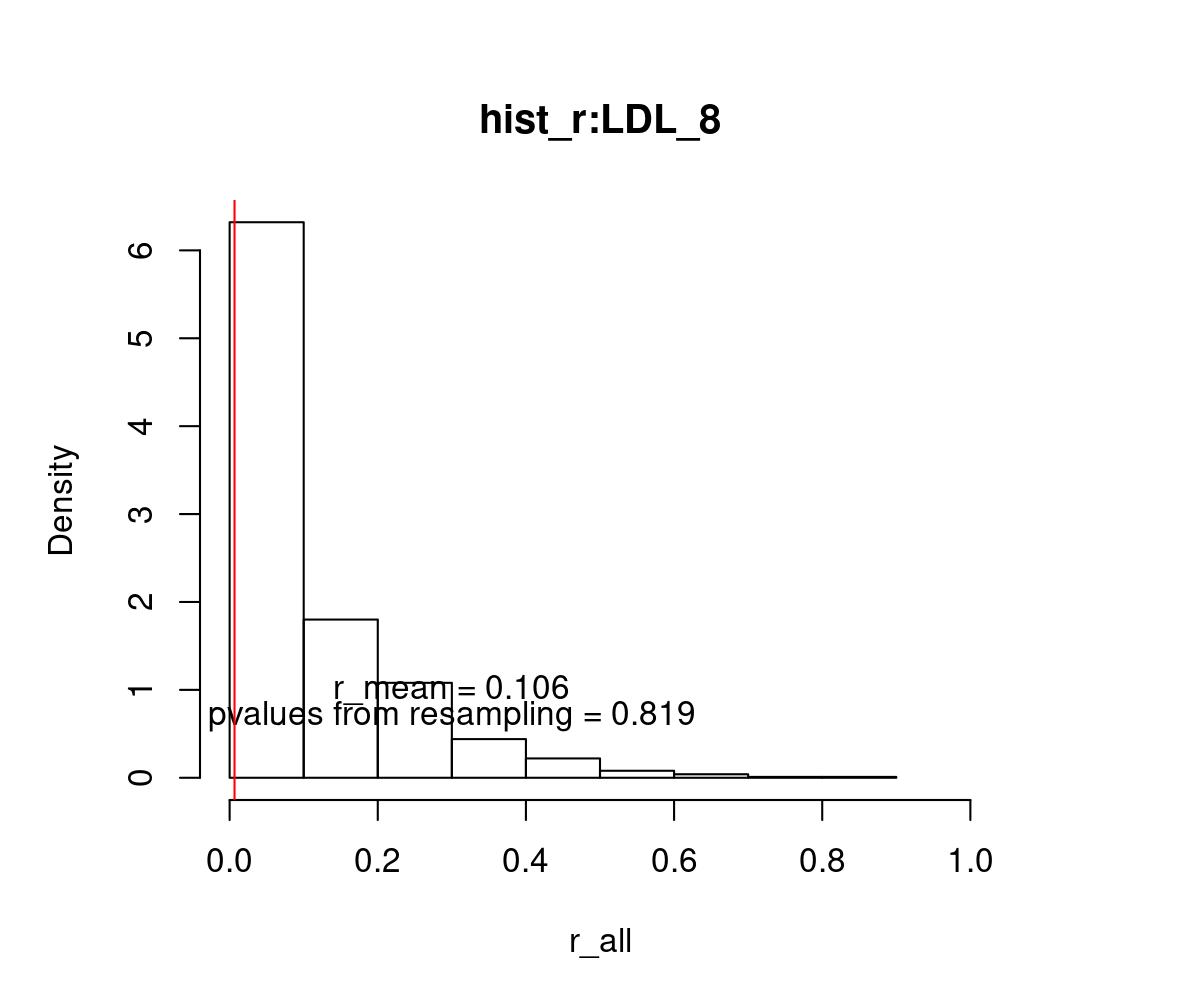 hist_r:LDL_8
Density
6
5
4
3
2
1
0
r_mean = 0.106
pvalues from resampling = 0.819
0.0 0.2 0.4 0.6 0.8 1.0
r_all